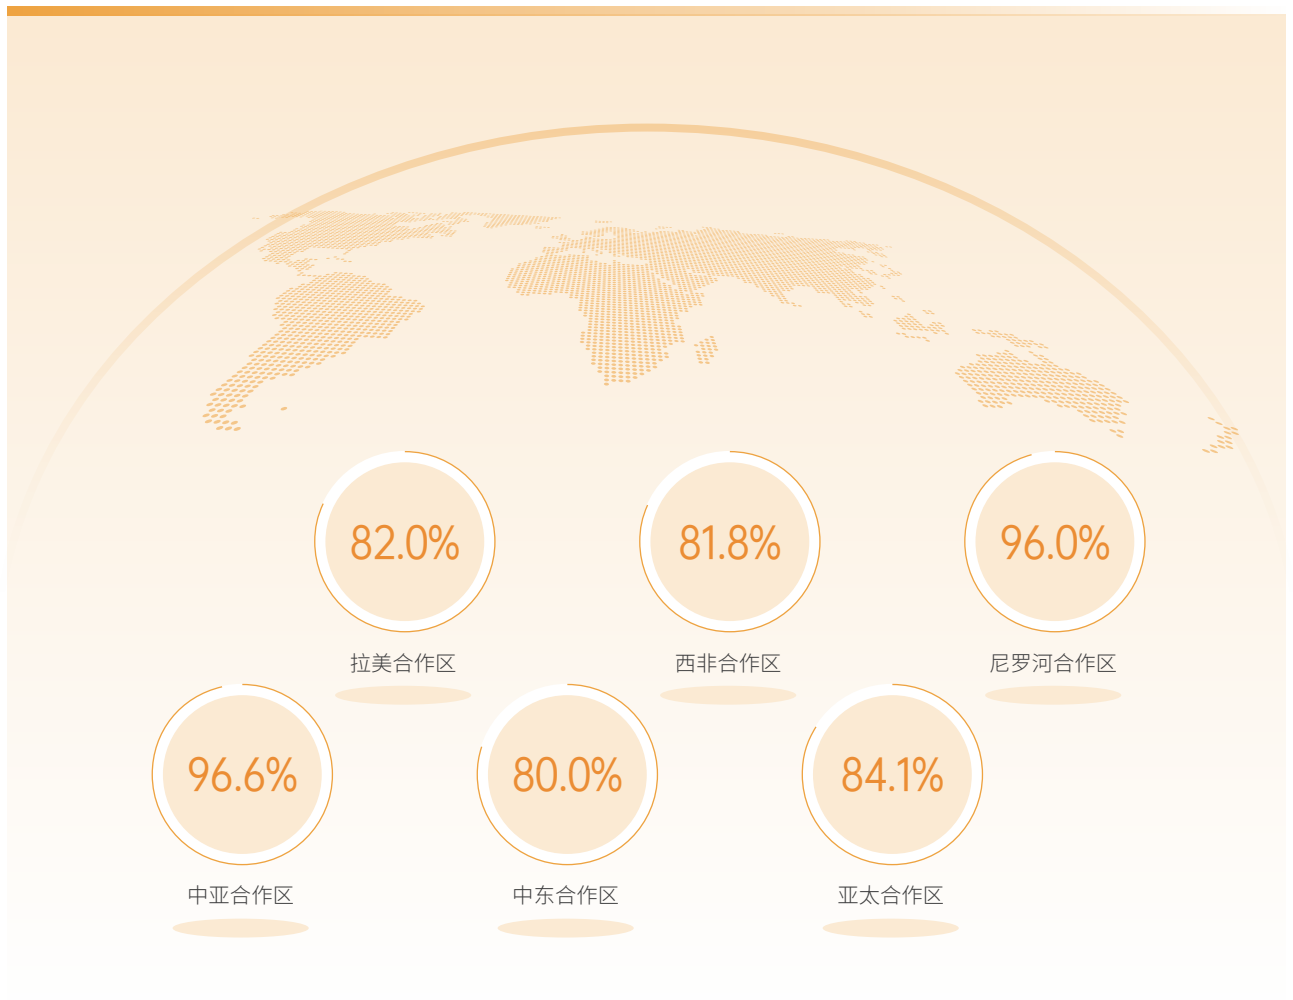 82.0%
81.8%
96.0%
拉美合作区
西非合作区
尼罗河合作区
96.6%
80.0%
84.1%
中亚合作区
中东合作区
亚太合作区